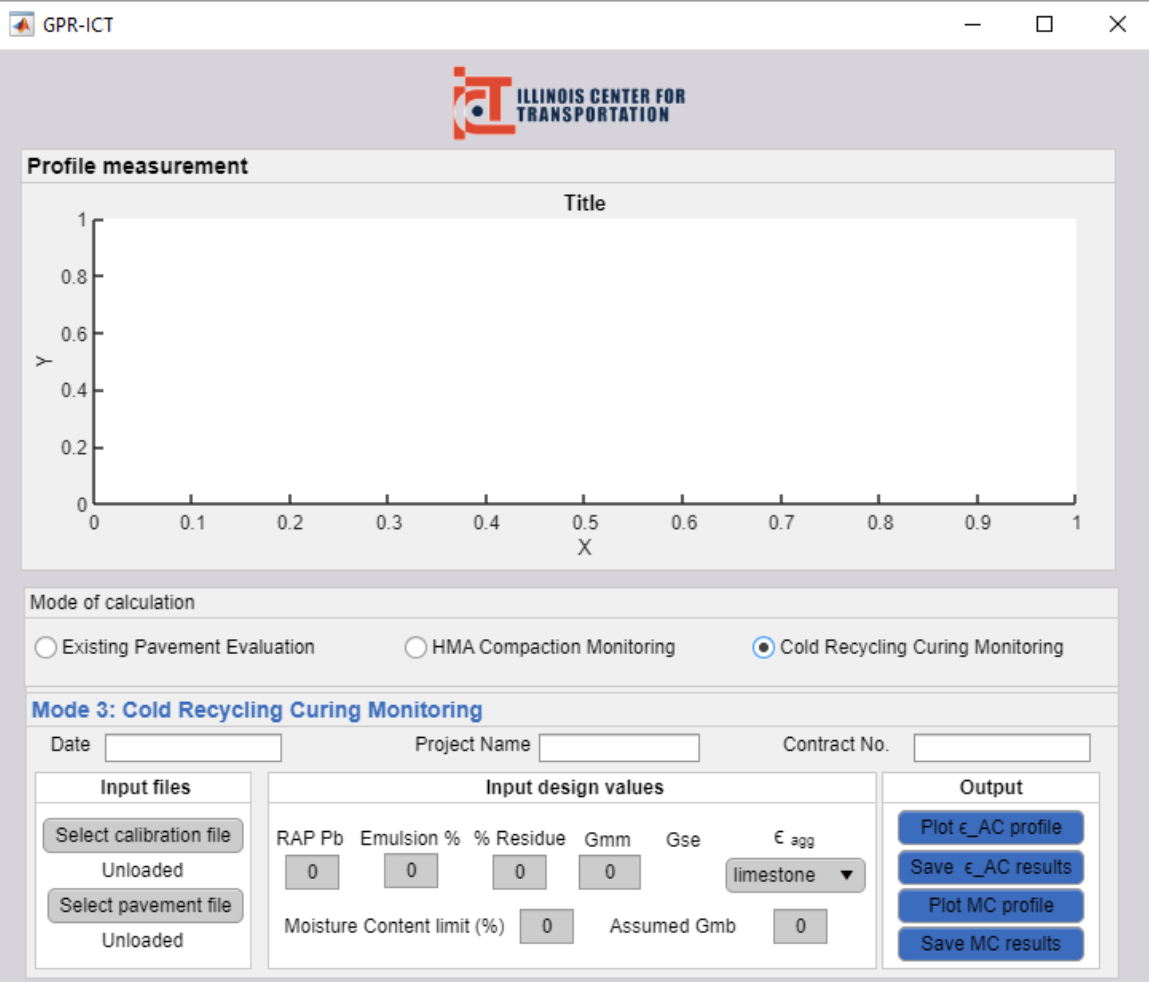 GPR-ICT
ICT ILLINOIS CENTER FOR
TRANSPORTATION
Profile measurement
Title
1
0.8
0.6
0.4
0.2
0
Y
0 0.1 0.2 0.3 0.4 0.5 0.6 0.7 0.8 0.9 1
X
Mode of calculation
Existing Pavement Evaluation HMA Compaction Monitoring Cold Recycling Curing Monitoring
Mode 3: Cold Recycling Curing Monitoring
Date Project Name Contract No.
Input files
Select calibration file
Unloaded
Select pavement file
Unloaded
Input design values
RAP Pb Emulsion % % Residue Gmm Gse ϵ agg
0 0 0 0 limestone
Moisture Content limit (%) 0 Assumed Gmb 0
Output
Plot ϵ_AC profile
Save ϵ_AC results
Plot MC profile
Save MC results